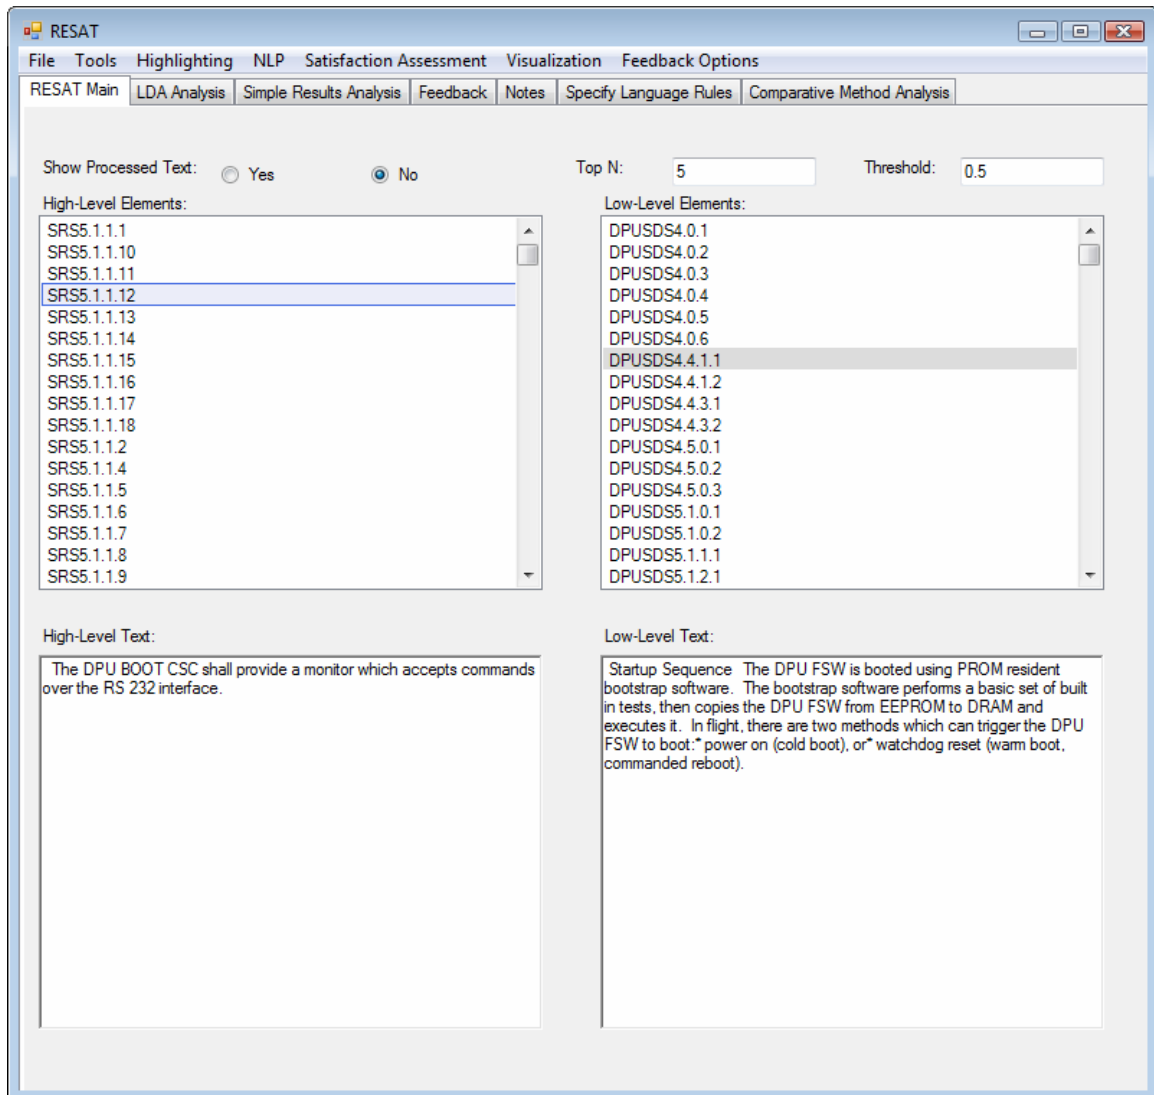 RESAT
File Tools Highlighting NLP Satisfaction Assessment Visualization Feedback Options
RESAT Main LDA Analysis Simple Results Analysis Feedback Notes Specify Language Rules Comparative Method Analysis
Show Processed Text: Yes No Top N: 5 Threshold: 0.5
High-Level Elements:
SRS5.1.1.1
SRS5.1.1.10
SRS5.1.1.11
SRS5.1.1.12
SRS5.1.1.13
SRS5.1.1.14
SRS5.1.1.15
SRS5.1.1.16
SRS5.1.1.17
SRS5.1.1.18
SRS5.1.1.2
SRS5.1.1.4
SRS5.1.1.5
SRS5.1.1.6
SRS5.1.1.7
SRS5.1.1.8
SRS5.1.1.9
Low-Level Elements:
DPUSDS4.0.1
DPUSDS4.0.2
DPUSDS4.0.3
DPUSDS4.0.4
DPUSDS4.0.5
DPUSDS4.0.6
DPUSDS4.4.1.1
DPUSDS4.4.1.2
DPUSDS4.4.3.1
DPUSDS4.4.3.2
DPUSDS4.5.0.1
DPUSDS4.5.0.2
DPUSDS4.5.0.3
DPUSDS5.1.0.1
DPUSDS5.1.0.2
DPUSDS5.1.1.1
DPUSDS5.1.2.1
High-Level Text:
The DPU BOOT CSC shall provide a monitor which accepts commands
over the RS 232 interface.
Low-Level Text:
Startup Sequence The DPU FSW is booted using PROM resident
bootstrap software. The bootstrap software performs a basic set of built
in tests, then copies the DPU FSW from EEPROM to DRAM and
executes it. In flight, there are two methods which can trigger the DPU
FSW to boot:* power on (cold boot), or* watchdog reset (warm boot,
commanded reboot).